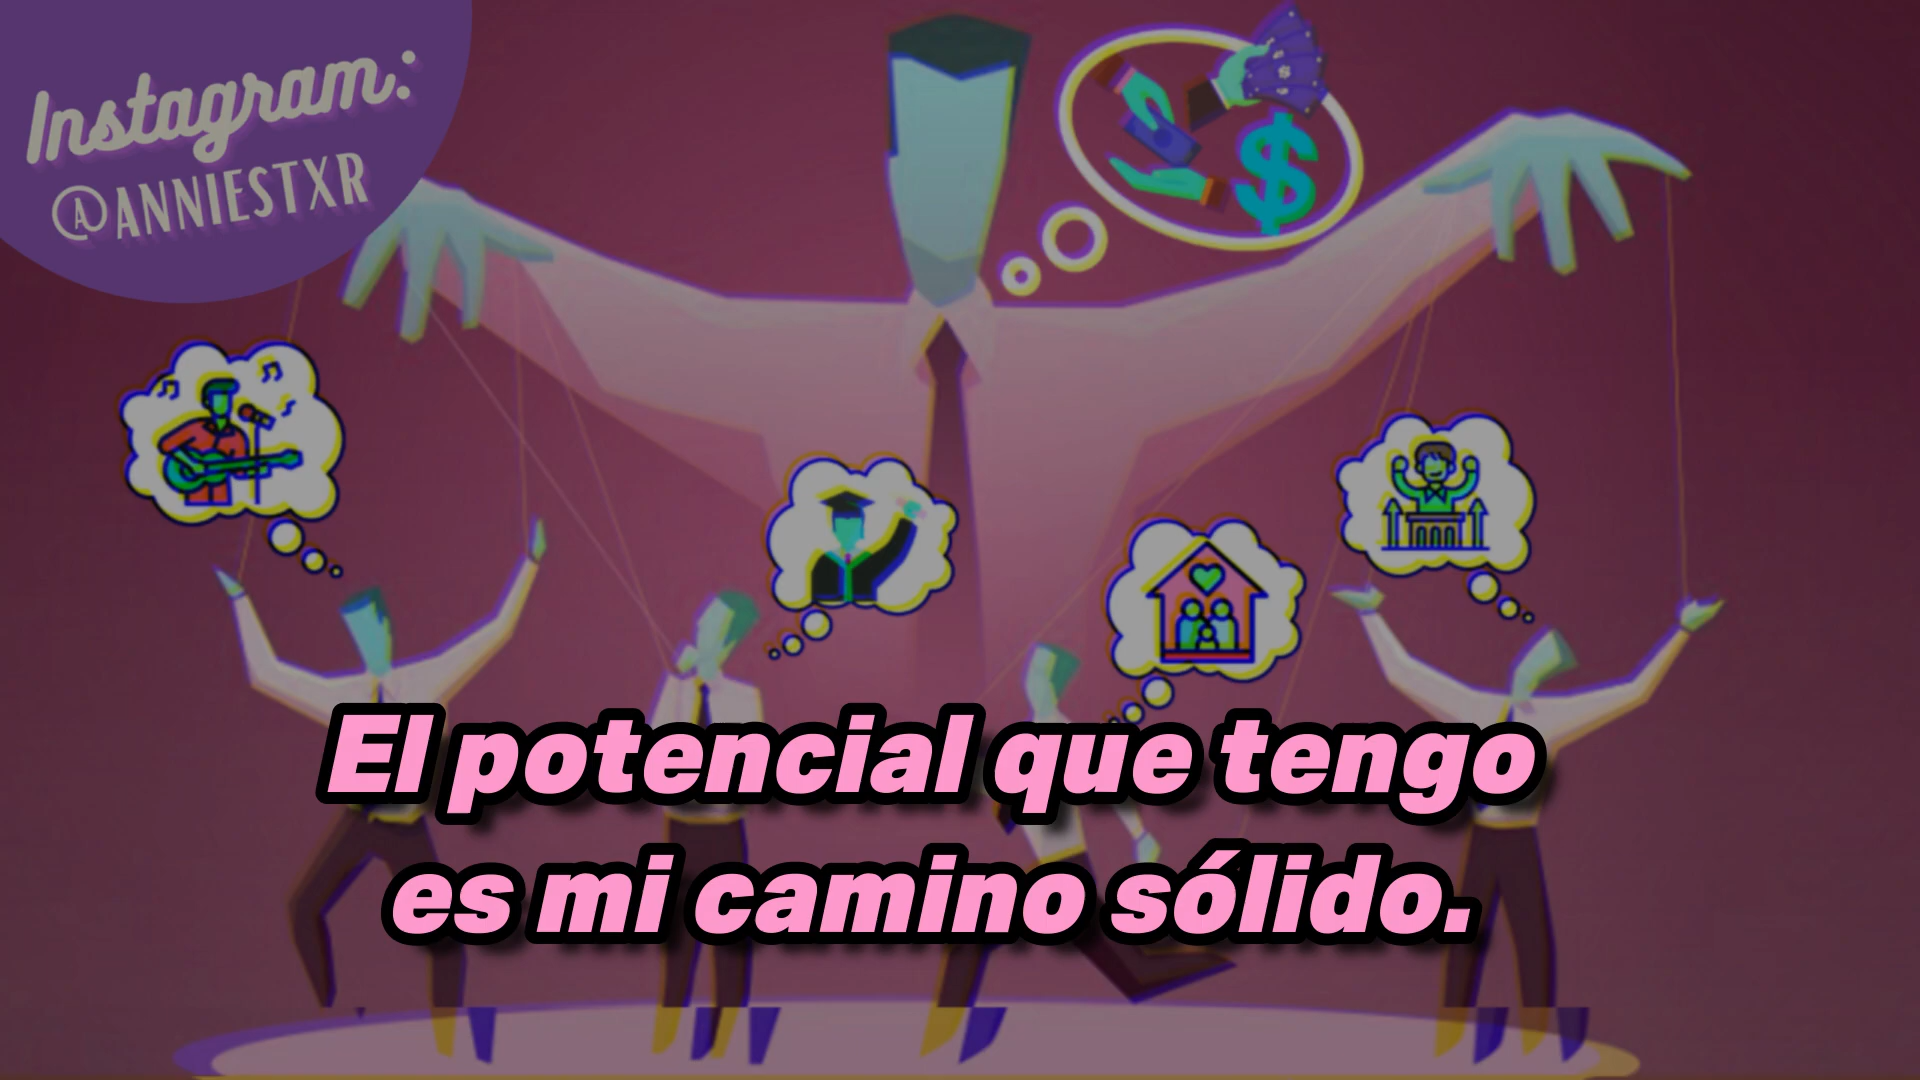 Instagram:
@ANNIESTXR
El potencial que tengo
es mi camino sólido.